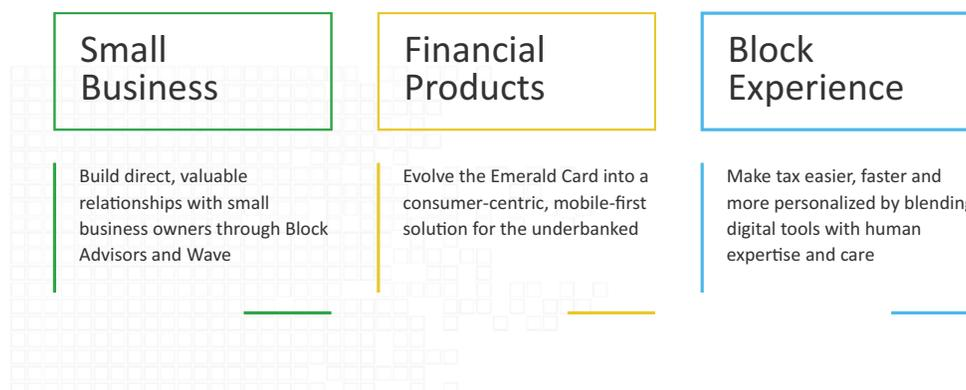 Small
Business
Build direct, valuable
relationships with small
business owners through Block
Advisors and Wave
Financial
Products
Evolve the Emerald Card into a
consumer-centric, mobile-first
solution for the underbanked
Block
Experience
Make tax easier, faster and
more personalized by blending
digital tools with human
expertise and care